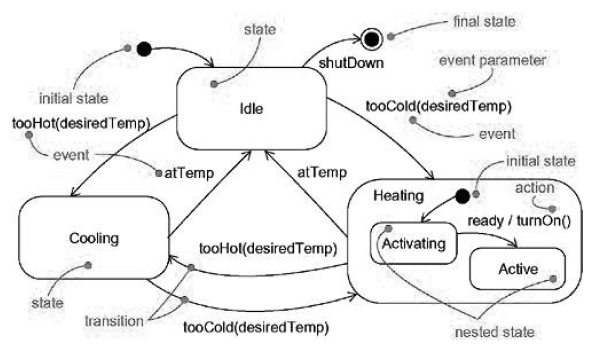 state
final state
shutDown
event parameter
initial state
Idle
tooCold(desiredTemp)
tooHot(desiredTemp)
event
event
initial state
atTemp
atTemp
Heating
action
ready / turnOn()
Cooling
tooHot(desiredTemp)
Activating
Active
state
transition
tooCold(desiredTemp)
nested state